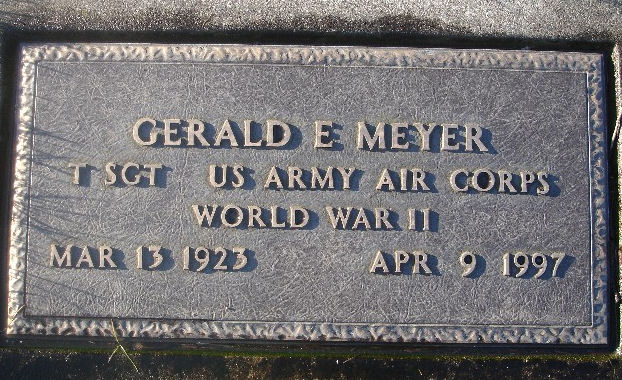 GERALD E MEYER
T SGT US ARMY AIR CORPS
WORLD WAR II
MAR 13 1923 APR 9 1997